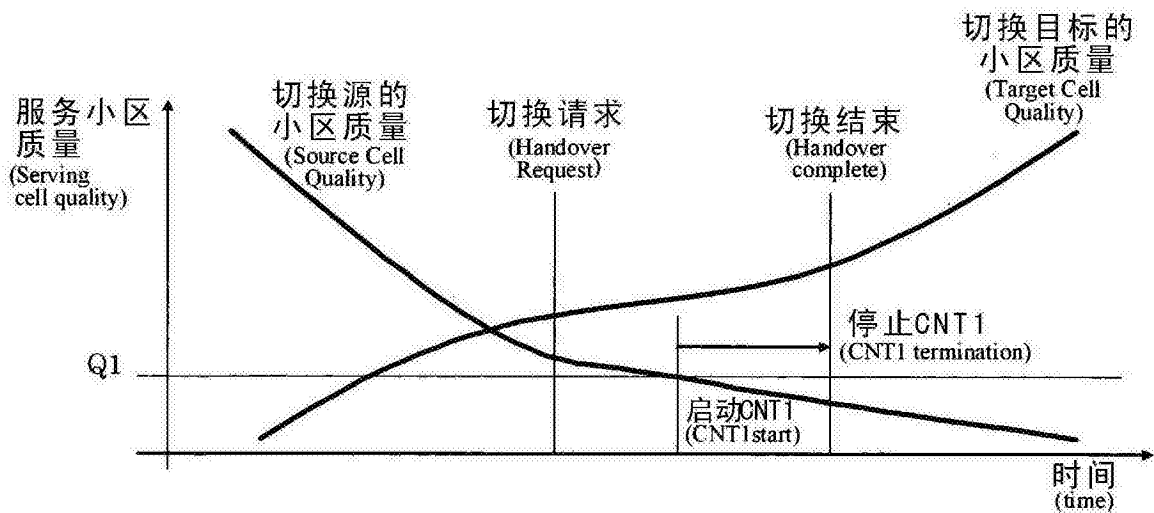 服务小区
质量
(Serving
cell quality)
切换源的
小区质量
(Source Cell
Quality)
切换请求
(Handover
Request)
切换结束
(Handover
complete)
切换目标的
小区质量
(Target Cell
Quality)
停止CNT1
(CNT1 termination)
Q1
启动CNT1
(CNT1start)
时间
(time)